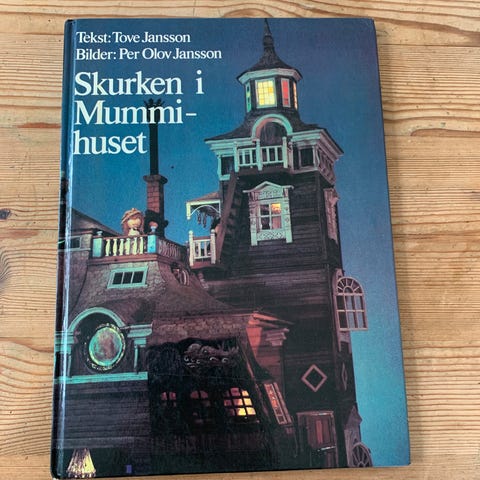 Tekst: Tove Jansson
Bilder: Per Olov Jansson
Skurken i
Mummi-
huset